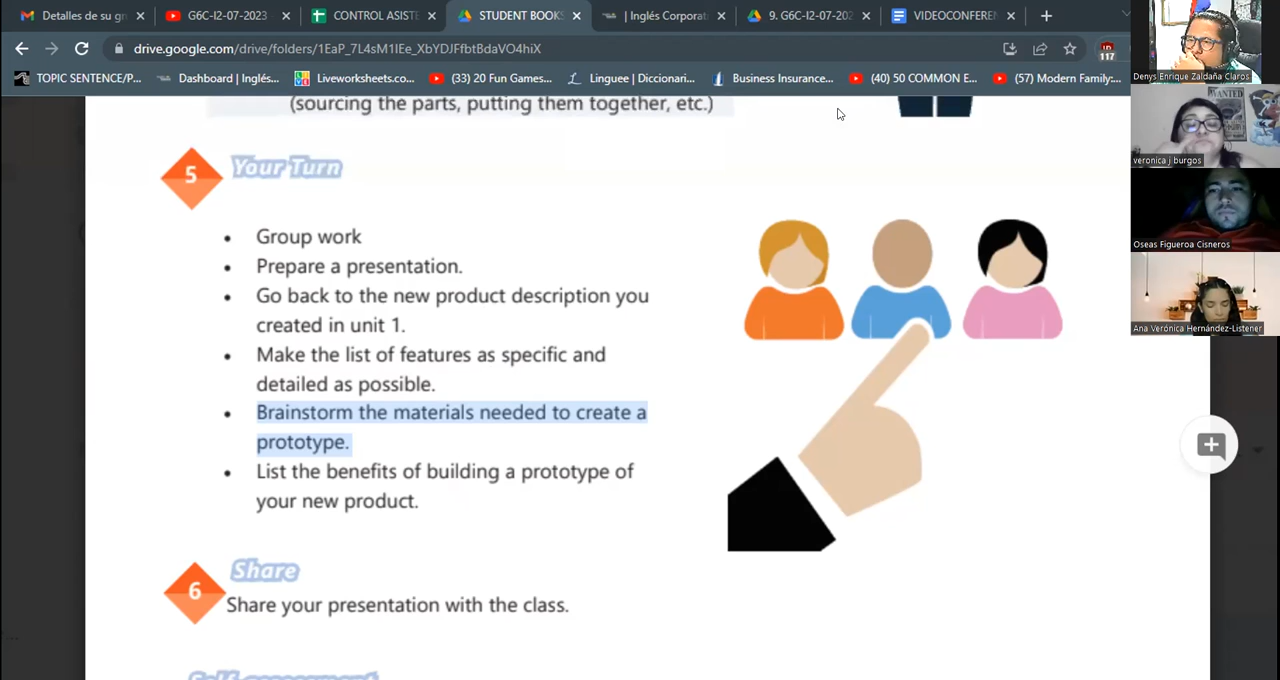 Detalles de su gr
G6C-I2-07-2023
CONTROL ASIST
STUDENT BOOKS
| Inglés Corporat
9. G6C-I2-07-202
VIDEOCONFERE
drive.google.com/drive/folders/1EaP_7L4sM1IEe_XbYDJFfbtBdaVO4hiX
117
TOPIC SENTENCE/P...
Dashboard | Inglés...
Liveworksheets.co...
(33) 20 Fun Games...
Linguee | Diccionari...
Business Insurance...
(40) 50 COMMON E...
(57) Modern Family:...
Denys Enrique Zaldaña Claros
WANTED
veronica j burgos
Oseas Figueroa Cisneros
Ana Verónica Hernández-Listener
(sourcing the parts, putting them together, etc.)
5
Your Turn
• Group work
• Prepare a presentation.
• Go back to the new product description you
created in unit 1.
• Make the list of features as specific and
detailed as possible.
• Brainstorm the materials needed to create a
prototype.
• List the benefits of building a prototype of
your new product.
6
Share
Share your presentation with the class.
Self-assessment